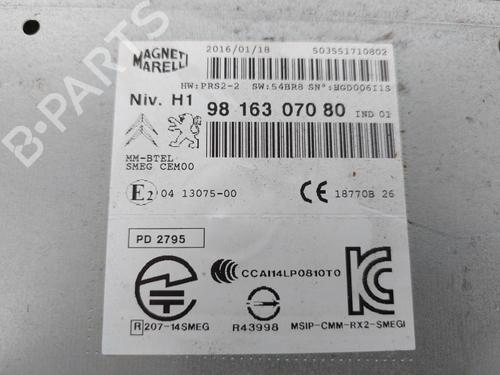 MAGNETI MARELLI
2016/01/18 503551710802
HW:PRS2-2 SW:54BR8 SN°:HGD006I1S
Niv. H1 98 163 070 80 IND 01
MM-BTEL
SMEG CEM00
E2 04 13075-00 CE 18770B 26
PD 2795
CCAI14LP0810T0
R 207-14SMEG R43998 MSIP-CMM-RX2-SMEGI
B-PARTS